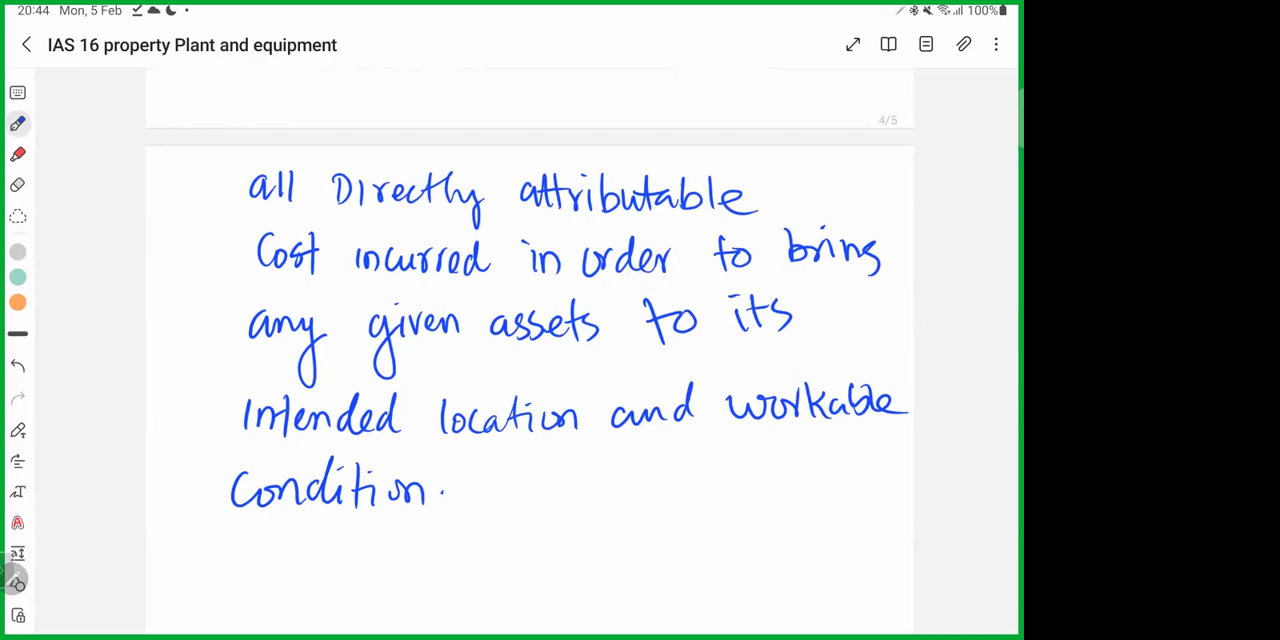 20:44 Mon, 5 Feb
100%
IAS 16 property Plant and equipment
4/5
all Directly attributable
Cost incurred in order to bring
any given assets to its
Intended location and workable
Condition.